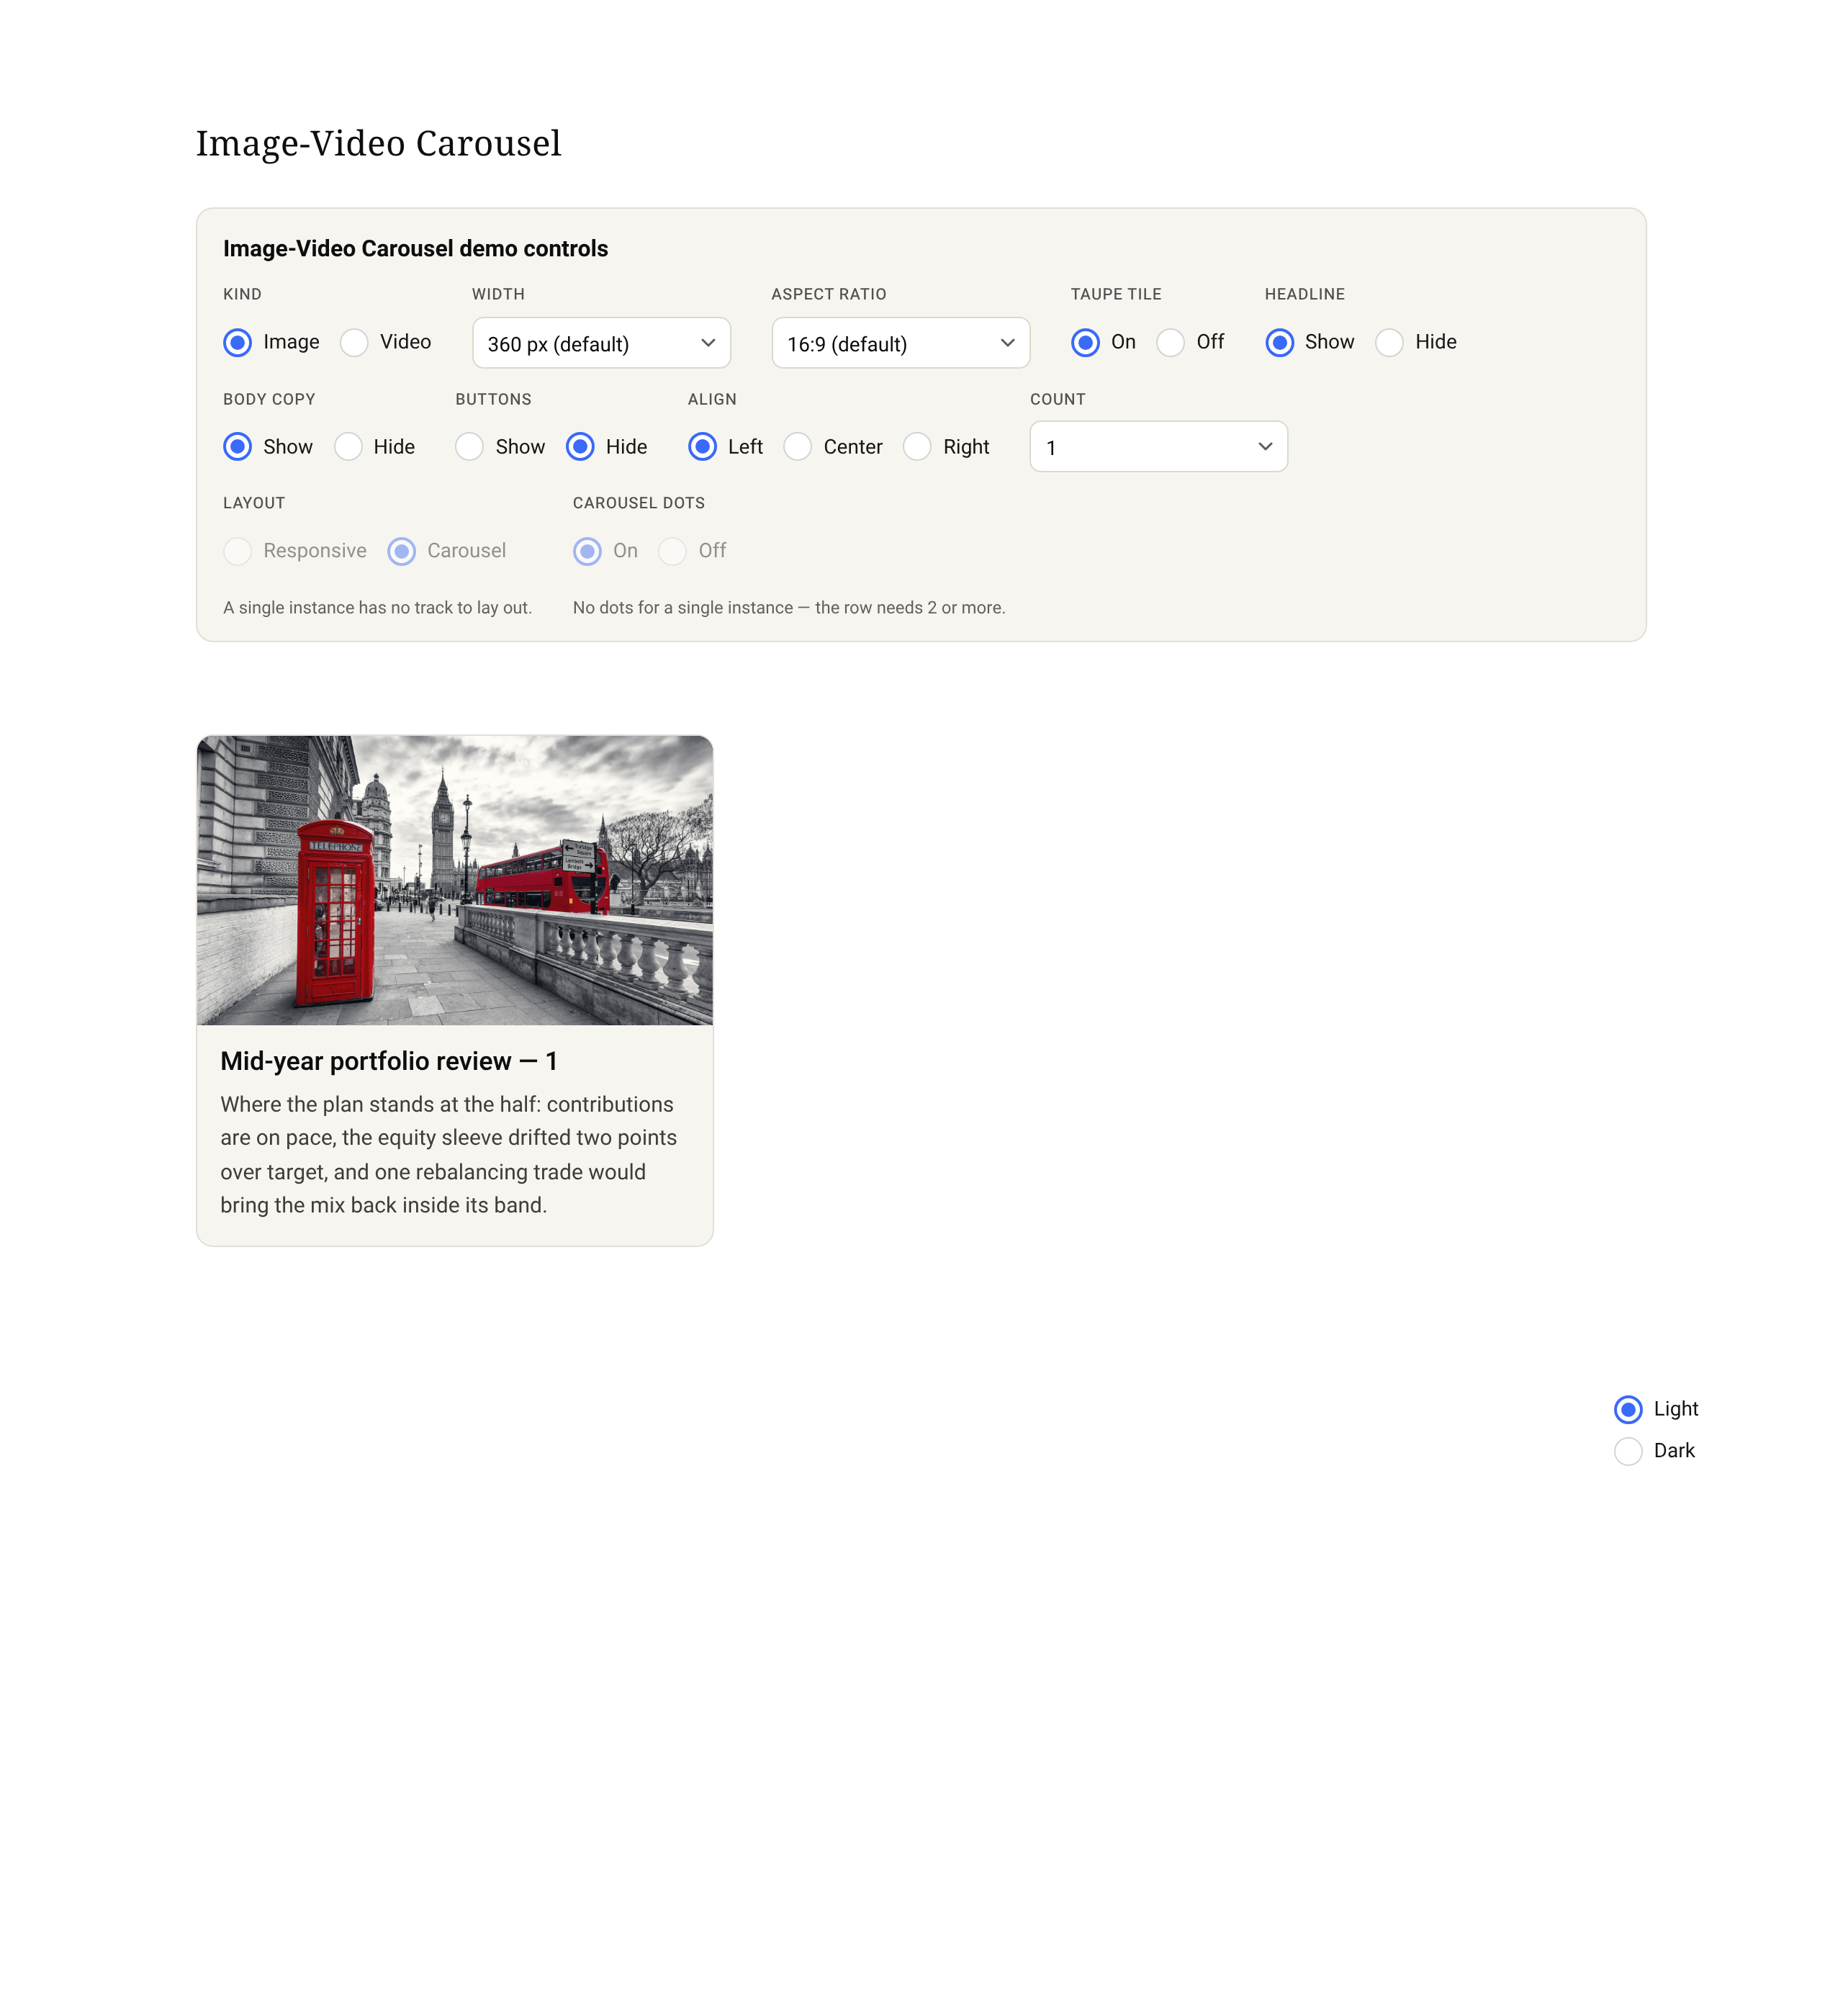 Image-Video Carousel
Image-Video Carousel demo controls
KIND WIDTH ASPECT RATIO TAUPE TILE HEADLINE
Image Video 360 px (default) 16:9 (default) On Off Show Hide
BODY COPY BUTTONS ALIGN COUNT
Show Hide Show Hide Left Center Right 1
LAYOUT CAROUSEL DOTS
Responsive Carousel On Off
A single instance has no track to lay out. No dots for a single instance — the row needs 2 or more.
TELEPHONE
Mid-year portfolio review — 1
Where the plan stands at the half: contributions
are on pace, the equity sleeve drifted two points
over target, and one rebalancing trade would
bring the mix back inside its band.
Light
Dark